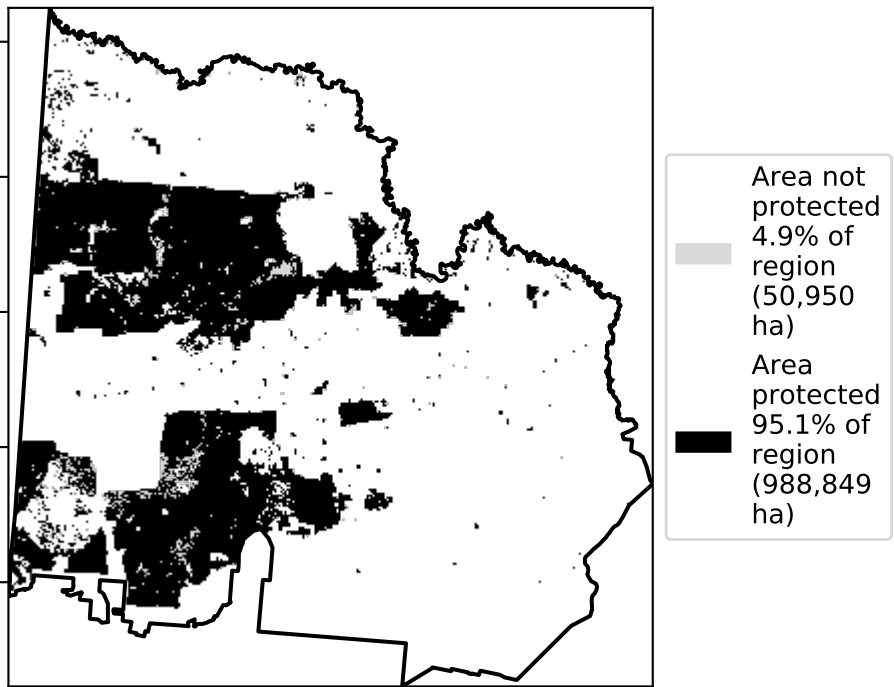 Area not
protected
4.9% of
region
(50,950
ha)
Area
protected
95.1% of
region
(988,849
ha)